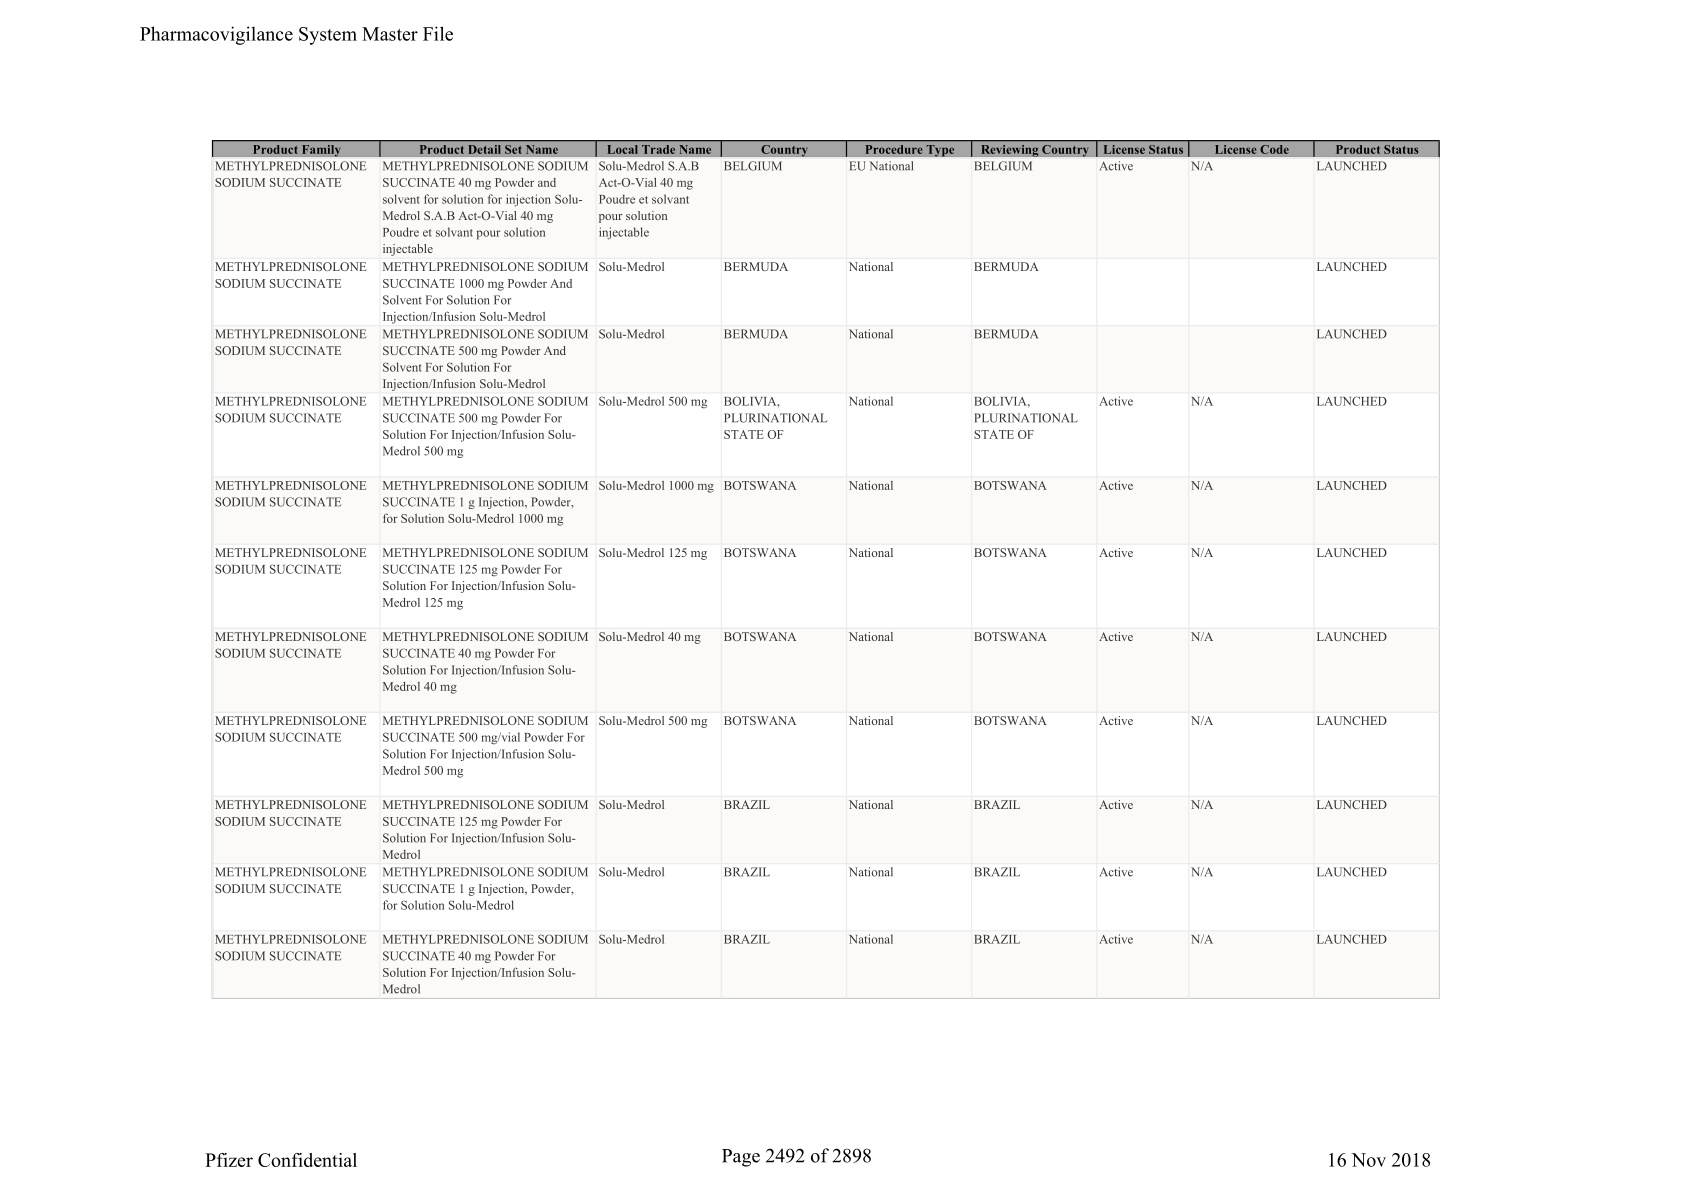 Pharmacovigilance System Master File
Product Family Product Detail Set Name Local Trade Name Country Procedure Type Reviewing Country License Status License Code Product Status
METHYLPREDNISOLONE METHYLPREDNISOLONE SODIUM Solu-Medrol S.A.B BELGIUM EU National BELGIUM Active N/A LAUNCHED
SODIUM SUCCINATE SUCCINATE 40 mg Powder and Act-O-Vial 40 mg
solvent for solution for injection Solu- Poudre et solvant
Medrol S.A.B Act-O-Vial 40 mg pour solution
Poudre et solvant pour solution injectable
injectable
METHYLPREDNISOLONE METHYLPREDNISOLONE SODIUM Solu-Medrol BERMUDA National BERMUDA LAUNCHED
SODIUM SUCCINATE SUCCINATE 1000 mg Powder And
Solvent For Solution For
Injection/Infusion Solu-Medrol
METHYLPREDNISOLONE METHYLPREDNISOLONE SODIUM Solu-Medrol BERMUDA National BERMUDA LAUNCHED
SODIUM SUCCINATE SUCCINATE 500 mg Powder And
Solvent For Solution For
Injection/Infusion Solu-Medrol
METHYLPREDNISOLONE METHYLPREDNISOLONE SODIUM Solu-Medrol 500 mg BOLIVIA, National BOLIVIA, Active N/A LAUNCHED
SODIUM SUCCINATE SUCCINATE 500 mg Powder For PLURINATIONAL PLURINATIONAL
Solution For Injection/Infusion Solu- STATE OF STATE OF
Medrol 500 mg
METHYLPREDNISOLONE METHYLPREDNISOLONE SODIUM Solu-Medrol 1000 mg BOTSWANA National BOTSWANA Active N/A LAUNCHED
SODIUM SUCCINATE SUCCINATE 1 g Injection, Powder,
for Solution Solu-Medrol 1000 mg
METHYLPREDNISOLONE METHYLPREDNISOLONE SODIUM Solu-Medrol 125 mg BOTSWANA National BOTSWANA Active N/A LAUNCHED
SODIUM SUCCINATE SUCCINATE 125 mg Powder For
Solution For Injection/Infusion Solu-
Medrol 125 mg
METHYLPREDNISOLONE METHYLPREDNISOLONE SODIUM Solu-Medrol 40 mg BOTSWANA National BOTSWANA Active N/A LAUNCHED
SODIUM SUCCINATE SUCCINATE 40 mg Powder For
Solution For Injection/Infusion Solu-
Medrol 40 mg
METHYLPREDNISOLONE METHYLPREDNISOLONE SODIUM Solu-Medrol 500 mg BOTSWANA National BOTSWANA Active N/A LAUNCHED
SODIUM SUCCINATE SUCCINATE 500 mg/vial Powder For
Solution For Injection/Infusion Solu-
Medrol 500 mg
METHYLPREDNISOLONE METHYLPREDNISOLONE SODIUM Solu-Medrol BRAZIL National BRAZIL Active N/A LAUNCHED
SODIUM SUCCINATE SUCCINATE 125 mg Powder For
Solution For Injection/Infusion Solu-
Medrol
METHYLPREDNISOLONE METHYLPREDNISOLONE SODIUM Solu-Medrol BRAZIL National BRAZIL Active N/A LAUNCHED
SODIUM SUCCINATE SUCCINATE 1 g Injection, Powder,
for Solution Solu-Medrol
METHYLPREDNISOLONE METHYLPREDNISOLONE SODIUM Solu-Medrol BRAZIL National BRAZIL Active N/A LAUNCHED
SODIUM SUCCINATE SUCCINATE 40 mg Powder For
Solution For Injection/Infusion Solu-
Medrol
Pfizer Confidential Page 2492 of 2898 16 Nov 2018